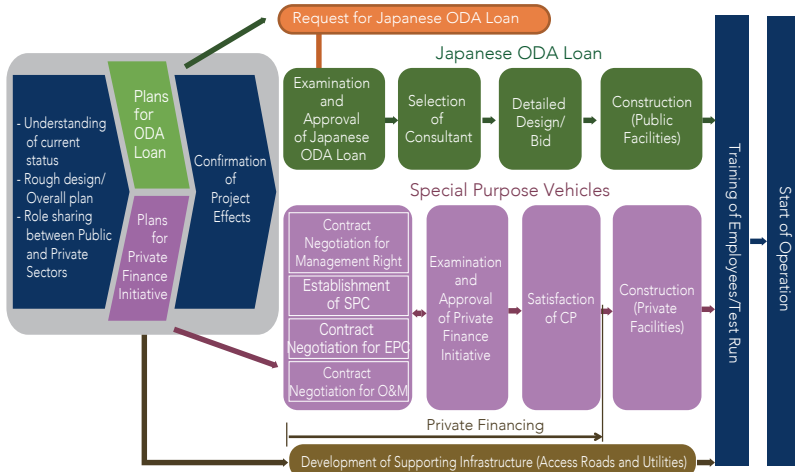 Request for Japanese ODA Loan
Japanese ODA Loan
- Understanding
of current
status
- Rough design/
Overall plan
- Role sharing
between Public
and Private
Sectors
Plans
for
ODA
Loan
Plans
for
Private
Finance
Initiative
Confirmation
of
Project
Effects
Examination
and
Approval
of Japanese
ODA Loan
Selection
of
Consultant
Detailed
Design/
Bid
Construction
(Public
Facilities)
Special Purpose Vehicles
Contract
Negotiation for
Management Right
Establishment
of SPC
Contract
Negotiation for EPC
Contract
Negotiation for O&M
Examination
and
Approval
of Private
Finance
Initiative
Satisfaction
of CP
Construction
(Private
Facilities)
Private Financing
Development of Supporting Infrastructure (Access Roads and Utilities)
Training of Employees/Test Run
Start of Operation